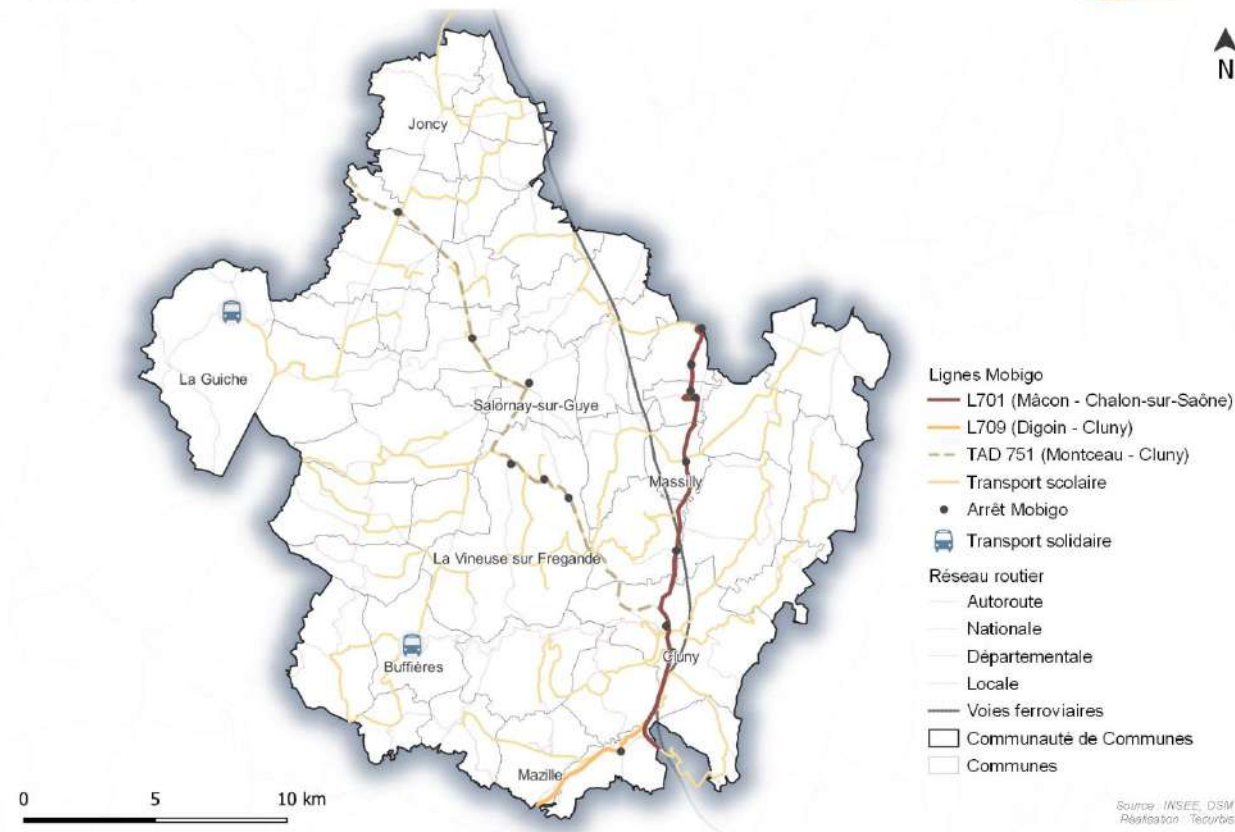 N
Joncy
La Guiche
Salornay-sur-Guye
Massilly
La Vineuse sur Fregande
Cluny
Buffières
Mazille
0 5 10 km
Lignes Mobigo
L701 (Mâcon - Chalon-sur-Saône)
L709 (Digoin - Cluny)
TAD 751 (Montceau - Cluny)
Transport scolaire
Arrêt Mobigo
Transport solidaire
Réseau routier
Autoroute
Nationale
Départementale
Locale
Voies ferroviaires
Communauté de Communes
Communes
Source : INSEE, OSM
Réalisation : Tecurbis